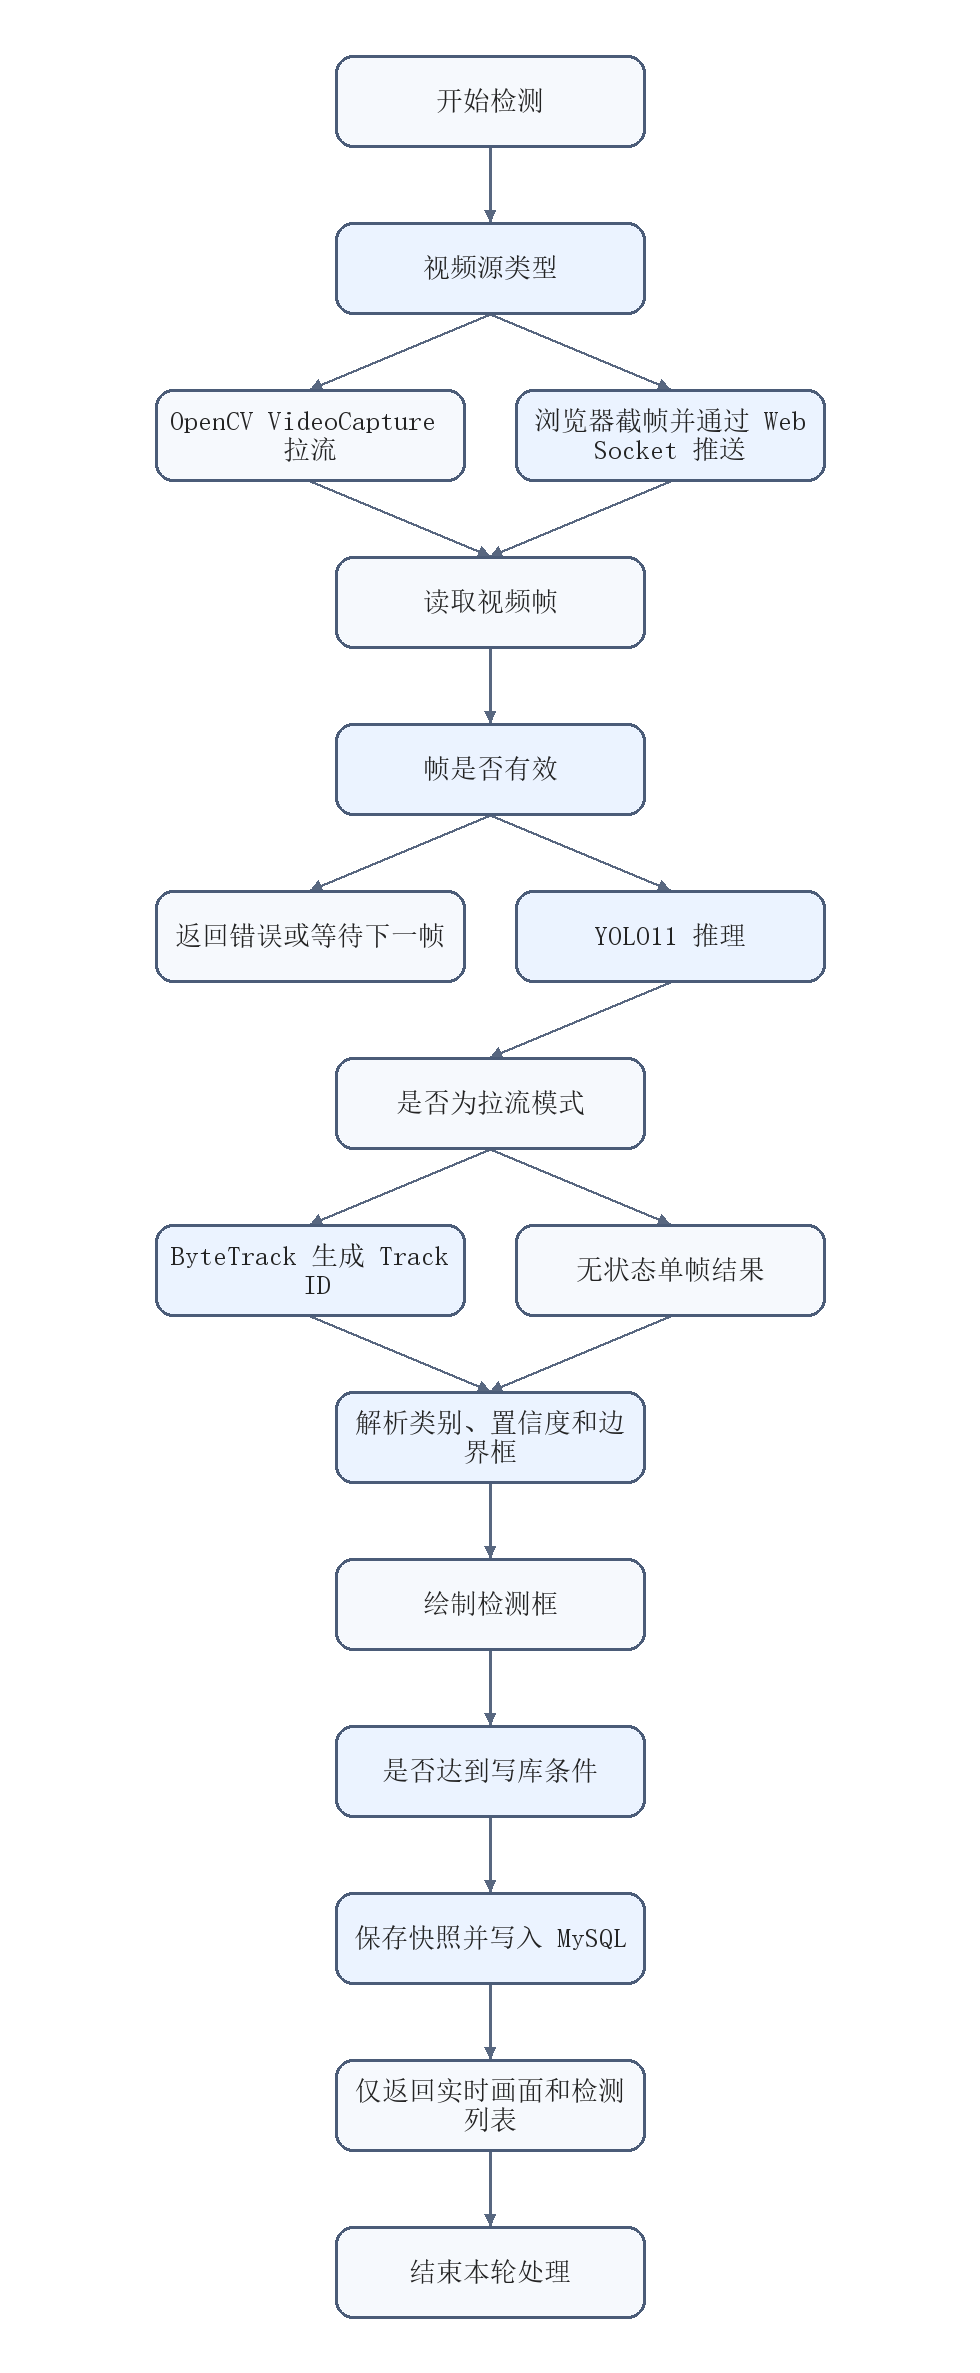 开始检测
视频源类型
OpenCV VideoCapture
拉流
浏览器截帧并通过 Web
Socket 推送
读取视频帧
帧是否有效
返回错误或等待下一帧
YOLO11 推理
是否为拉流模式
ByteTrack 生成 Track
ID
无状态单帧结果
解析类别、置信度和边
界框
绘制检测框
是否达到写库条件
保存快照并写入 MySQL
仅返回实时画面和检测
列表
结束本轮处理